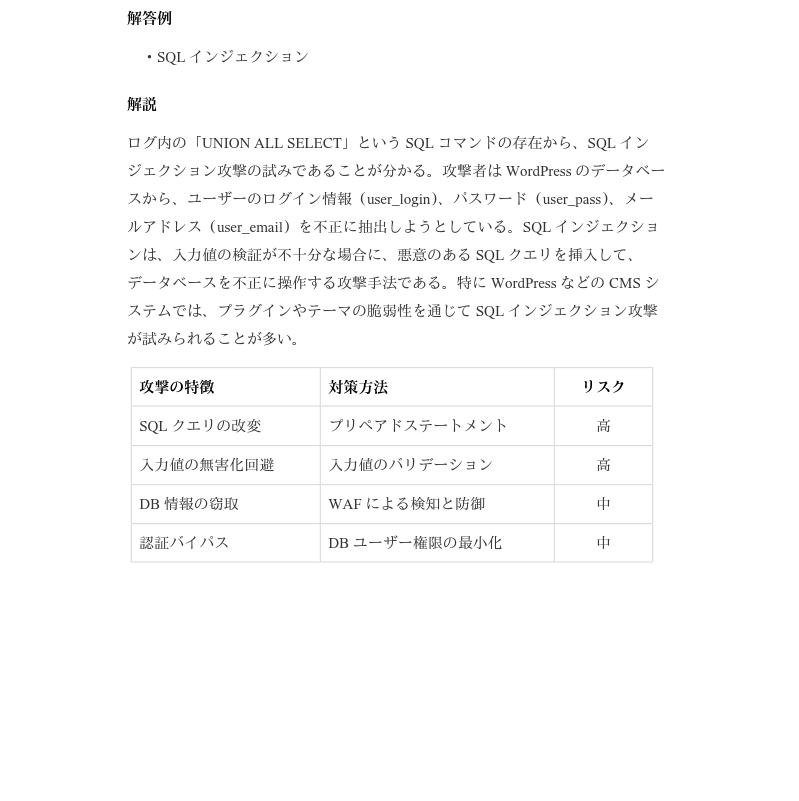 解答例
・SQL インジェクション
解説
ログ内の「UNION ALL SELECT」という SQL コマンドの存在から、SQL イン
ジェクション攻撃の試みであることが分かる。攻撃者は WordPress のデータベー
スから、ユーザーのログイン情報（user_login）、パスワード（user_pass）、メー
ルアドレス（user_email）を不正に抽出しようとしている。SQL インジェクショ
ンは、入力値の検証が不十分な場合に、悪意のある SQL クエリを挿入して、
データベースを不正に操作する攻撃手法である。特に WordPress などの CMS シ
ステムでは、プラグインやテーマの脆弱性を通じて SQL インジェクション攻撃
が試みられることが多い。
攻撃の特徴 対策方法 リスク
SQL クエリの改変 プリペアドステートメント 高
入力値の無害化回避 入力値のバリデーション 高
DB 情報の窃取 WAF による検知と防御 中
認証バイパス DB ユーザー権限の最小化 中